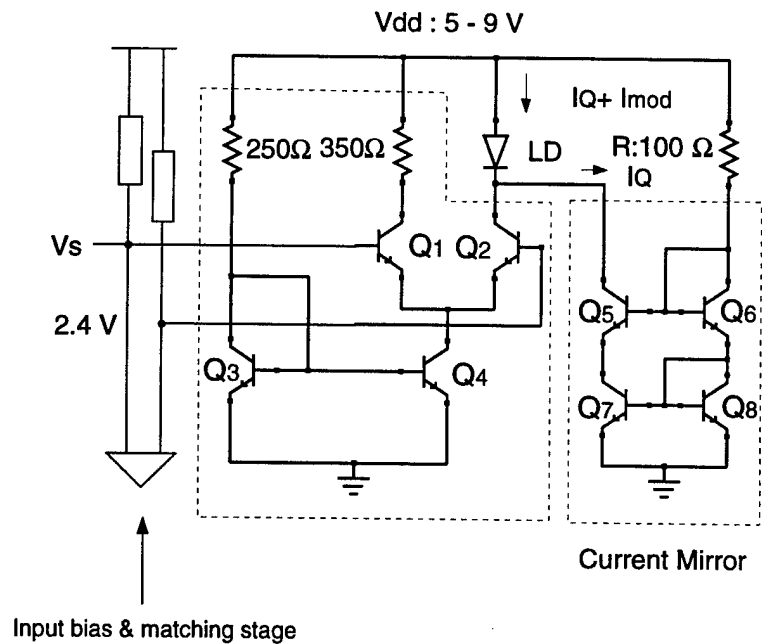 Vdd : 5 - 9 V
IQ+ Imod
250Ω 350Ω LD R:100 Ω
IQ
Vs Q1 Q2
2.4 V Q5 Q6
Q3 Q4
Q7 Q8
Current Mirror
Input bias & matching stage